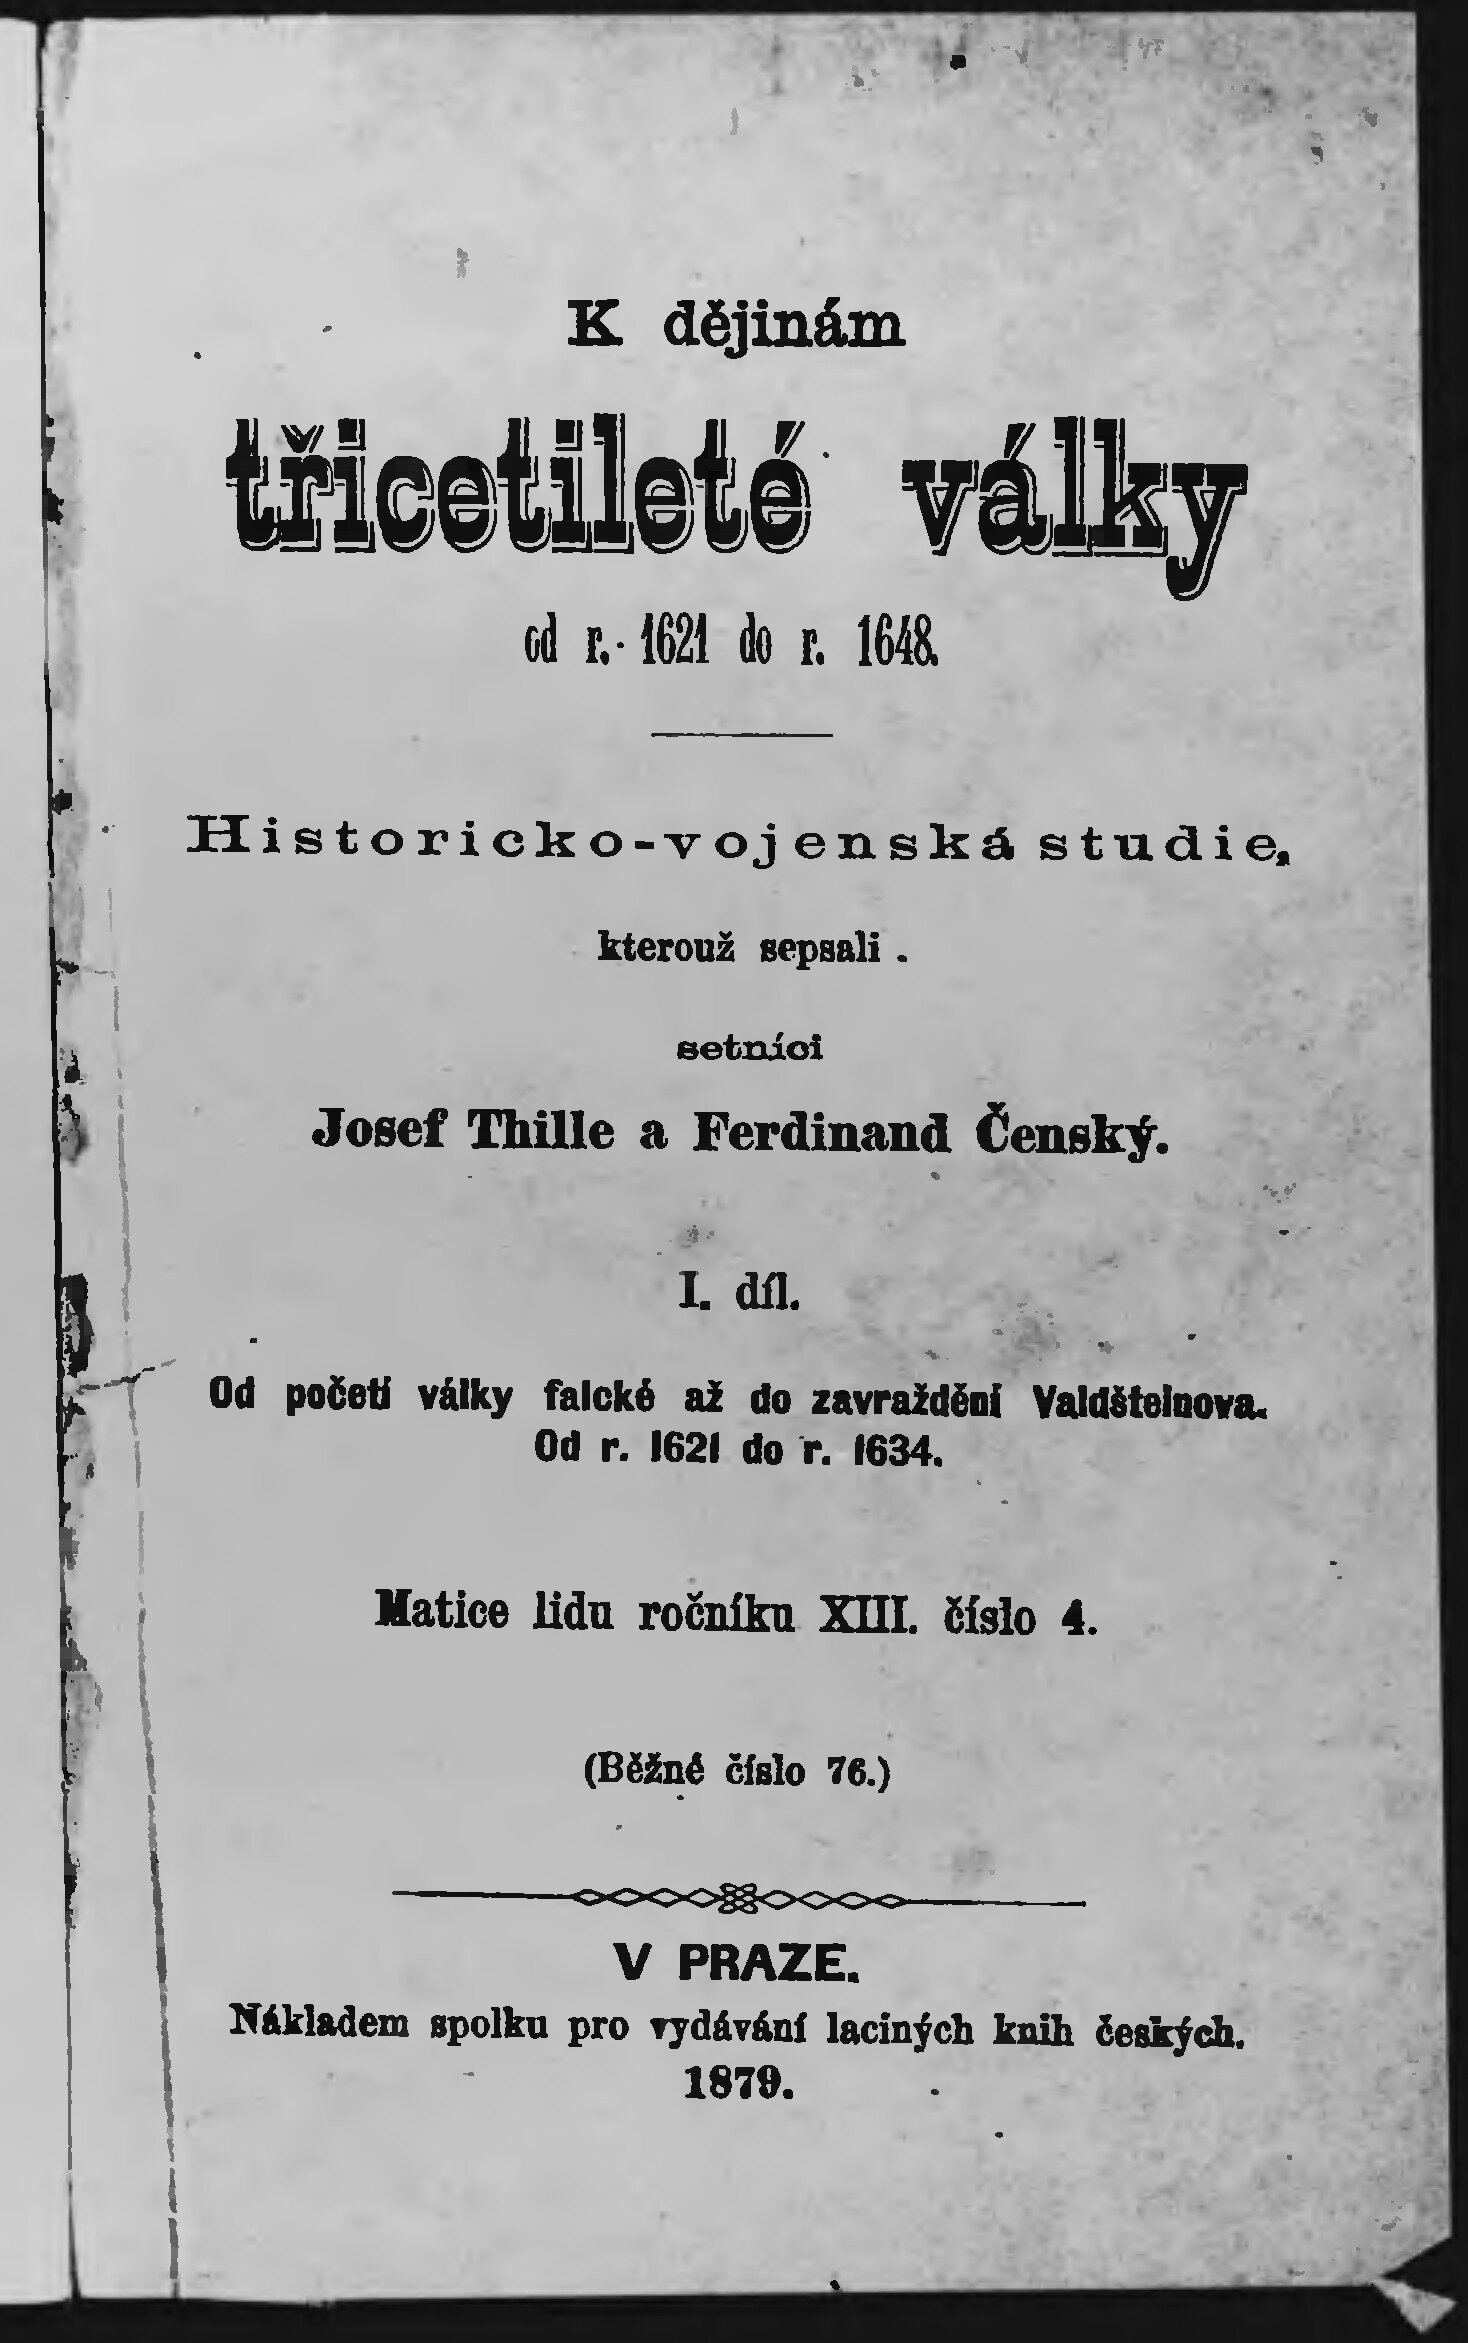 K dějinám
třicetileté války
od r. 1621 do r. 1648.
Historicko-vojenská studie,
kterouž sepsali
setníci
Josef Thille a Ferdinand Čenský.
I. díl.
Od početí války falcké až do zavraždění Valdšteinova.
Od r. 1621 do r. 1634.
Matice lidu ročníku XIII. číslo 4.
(Běžné číslo 76.)
V PRAZE.
Nákladem spolku pro vydávání laciných knih českých.
1879.